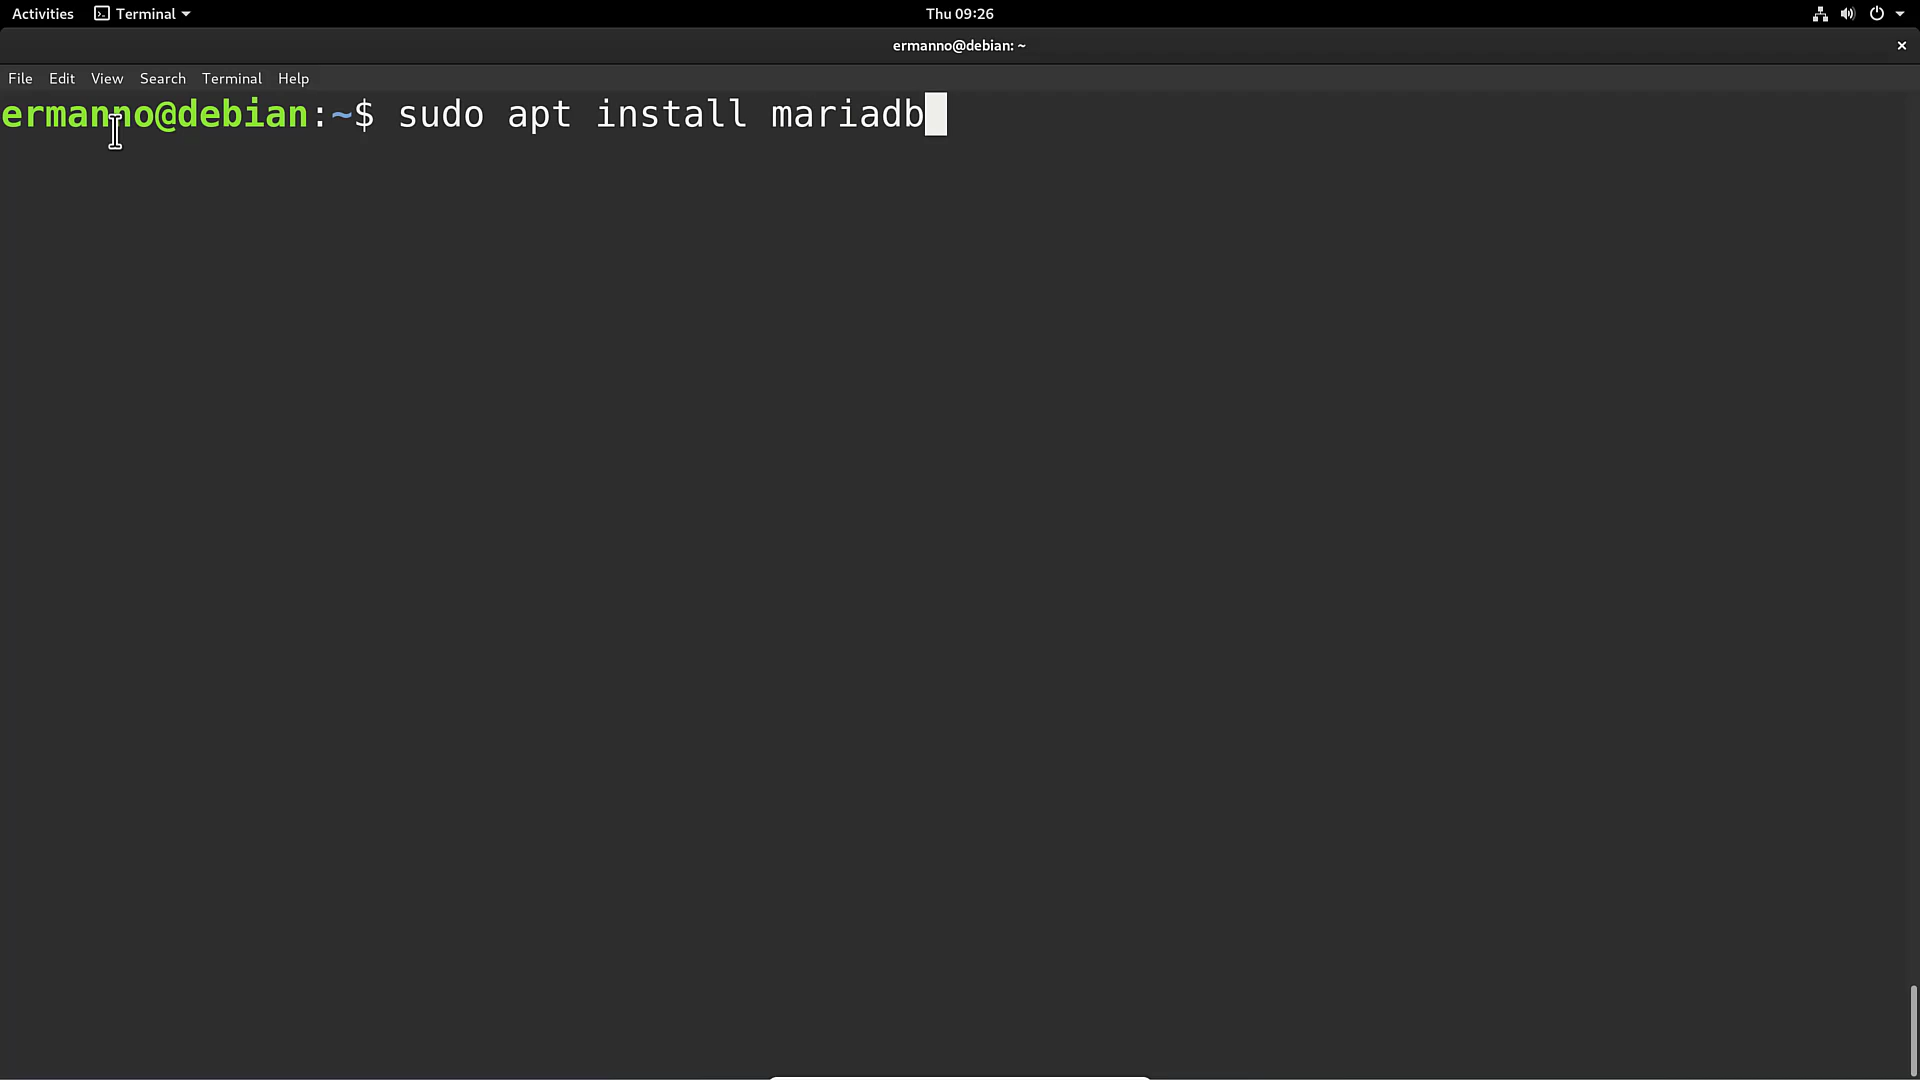 Activities Terminal Thu 09:26
ermanno@debian: ~
File Edit View Search Terminal Help
ermanno@debian:~$ sudo apt install mariadb